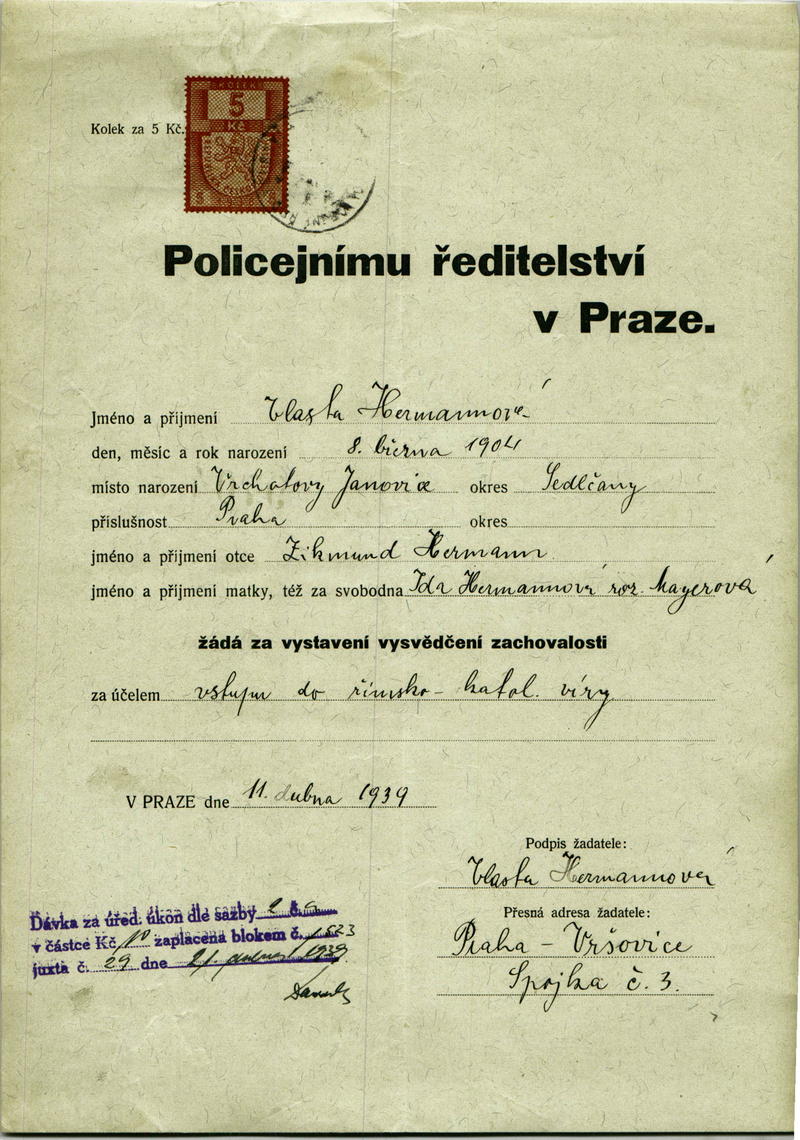 KOLEK
5
Kč
Kolek za 5 Kč.
Policejnímu ředitelství
v Praze.
Jméno a příjmení Vlasta Hermannová
den, měsíc a rok narození 8. března 1904
místo narození Vrchotovy Janovice okres Sedlčany
příslušnost Praha okres
jméno a příjmení otce Zikmund Hermann
jméno a příjmení matky, též za svobodna Ida Hermannová roz. Mayerová
žádá za vystavení vysvědčení zachovalosti
za účelem vstupu do římsko-katol. víry
V PRAZE dne 11. dubna 1939
Podpis žadatele:
Vlasta Hermannová
Přesná adresa žadatele:
Praha - Vršovice
Spojka č. 3.
Dávka za úřed. úkon dle sazby 2
v částce Kč 10 zaplacena blokem č.
juxta č. 29 dne 21. dubna 1939